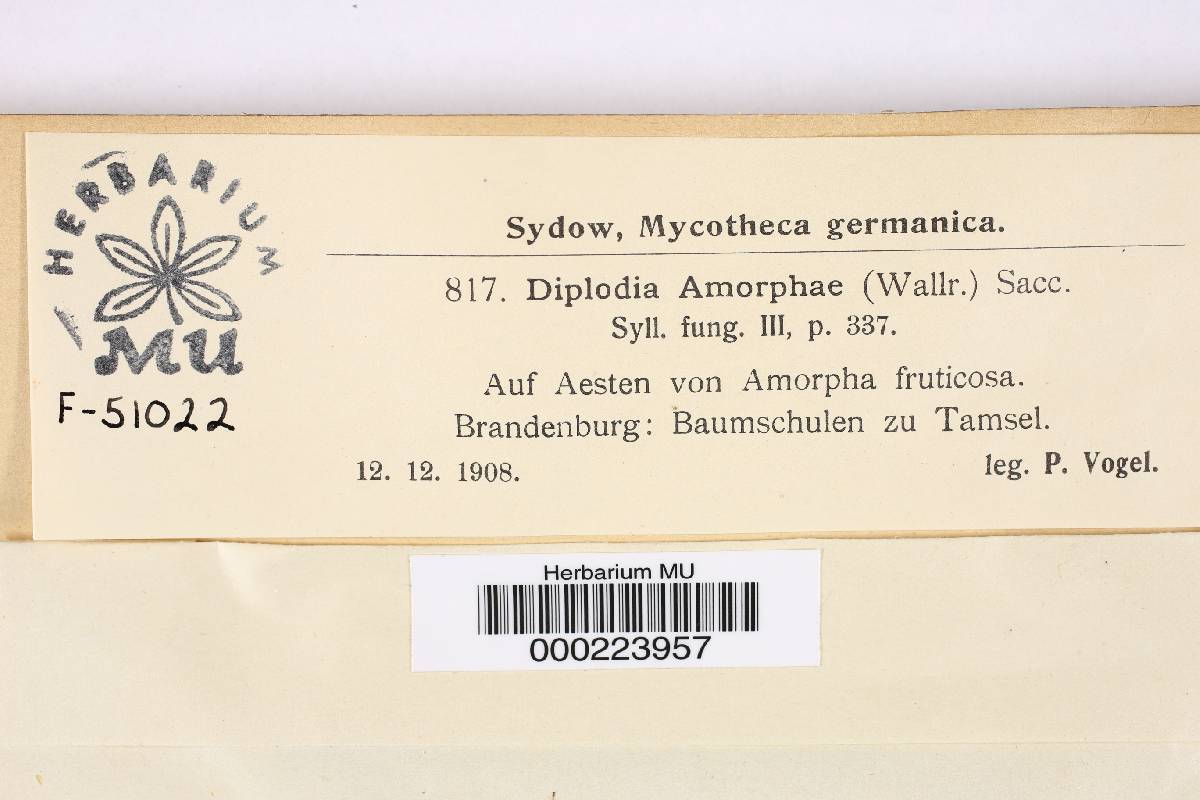 HERBARIUM
MU
F-51022
Sydow, Mycotheca germanica.
817. Diplodia Amorphae (Wallr.) Sacc.
Syll. fung. III, p. 337.
Auf Aesten von Amorpha fruticosa.
Brandenburg: Baumschulen zu Tamsel.
12. 12. 1908. leg. P. Vogel.
Herbarium MU
000223957